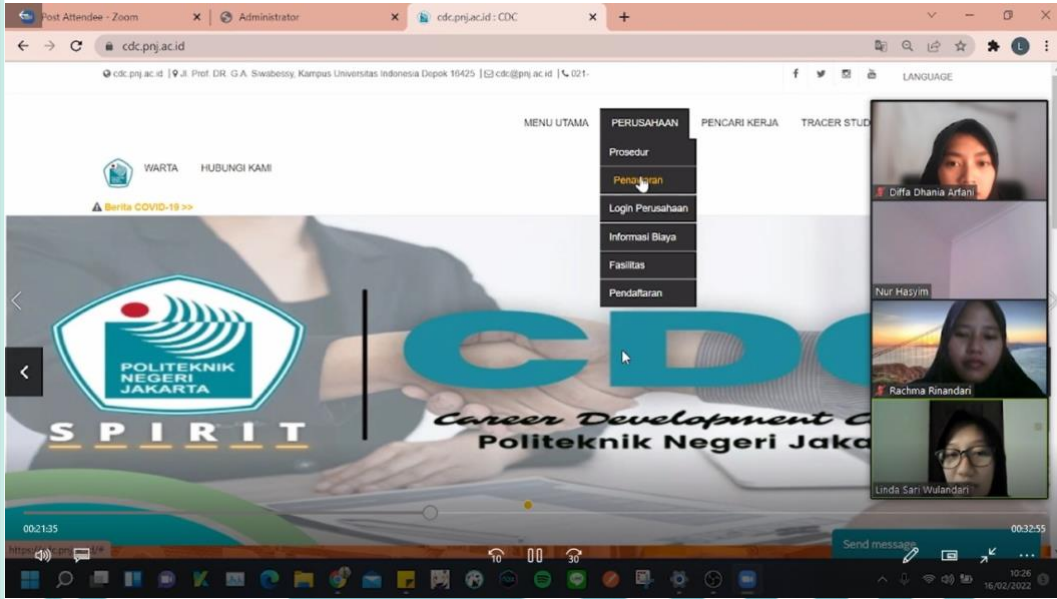 Post Attendee - Zoom
Administrator
cdc.pnj.ac.id : CDC
cdc.pnj.ac.id
L
cdc.pnj.ac.id | Jl. Prof. DR. G.A. Siwabessy, Kampus Universitas Indonesia Depok 16425 | cdc@pnj.ac.id | 021-
LANGUAGE
MENU UTAMA PERUSAHAAN PENCARI KERJA TRACER STUD
WARTA HUBUNGI KAMI
Berita COVID-19 >>
Prosedur
Penawaran
Login Perusahaan
Informasi Biaya
Fasilitas
Pendaftaran
Diffa Dhania Arfani
Nur Hasyim
Rachma Rinandari
Linda Sari Wulandari
POLITEKNIK
NEGERI
JAKARTA
SPIRIT
CDC
Career Development C
Politeknik Negeri Jaka
00:21:35
00:32:55
10
30
Send message
10:26
16/02/2022